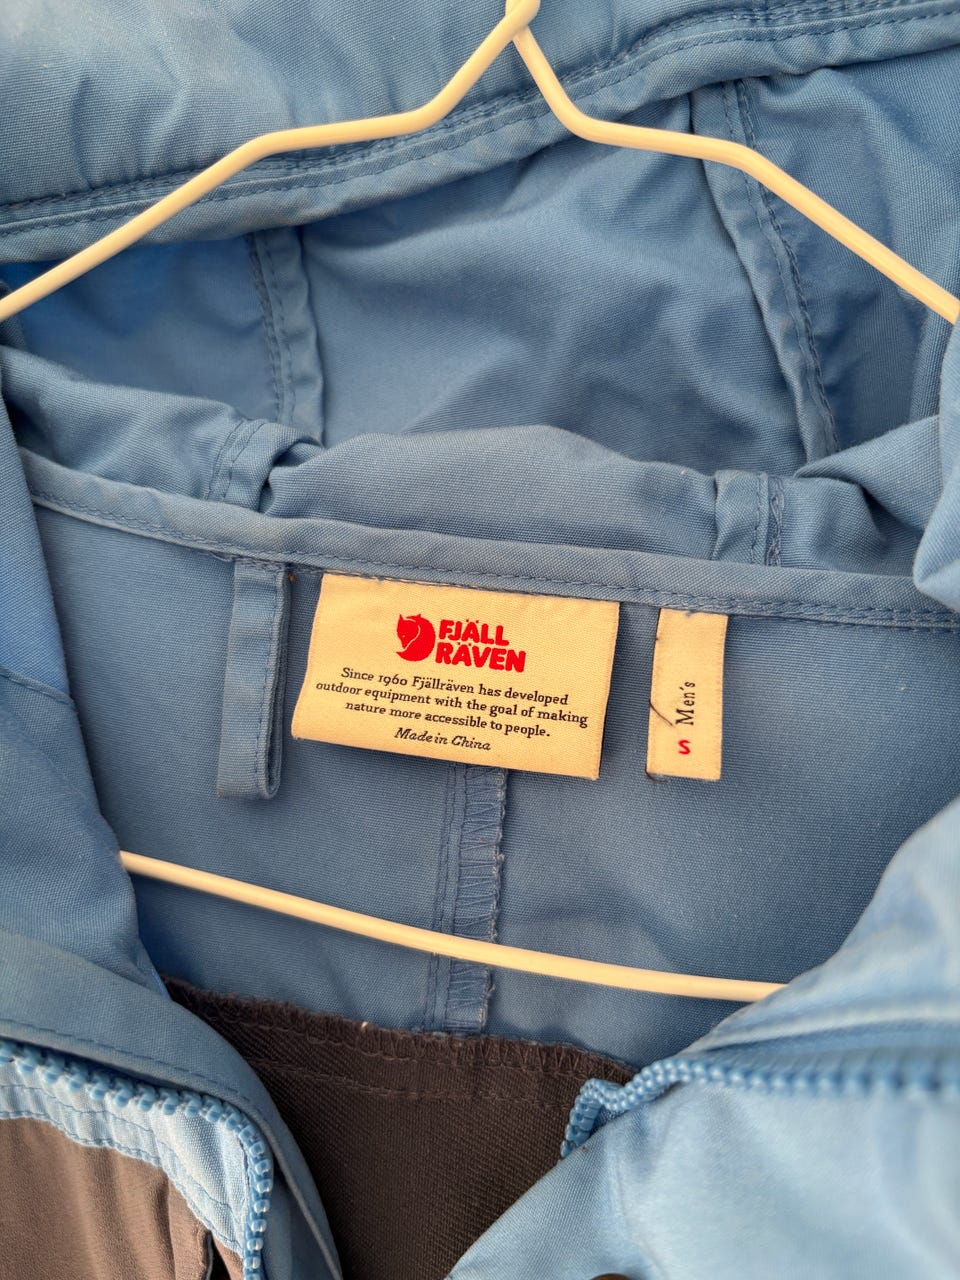 FJÄLL
RÄVEN
Since 1960 Fjällräven has developed
outdoor equipment with the goal of making
nature more accessible to people.
Made in China
Men's
S